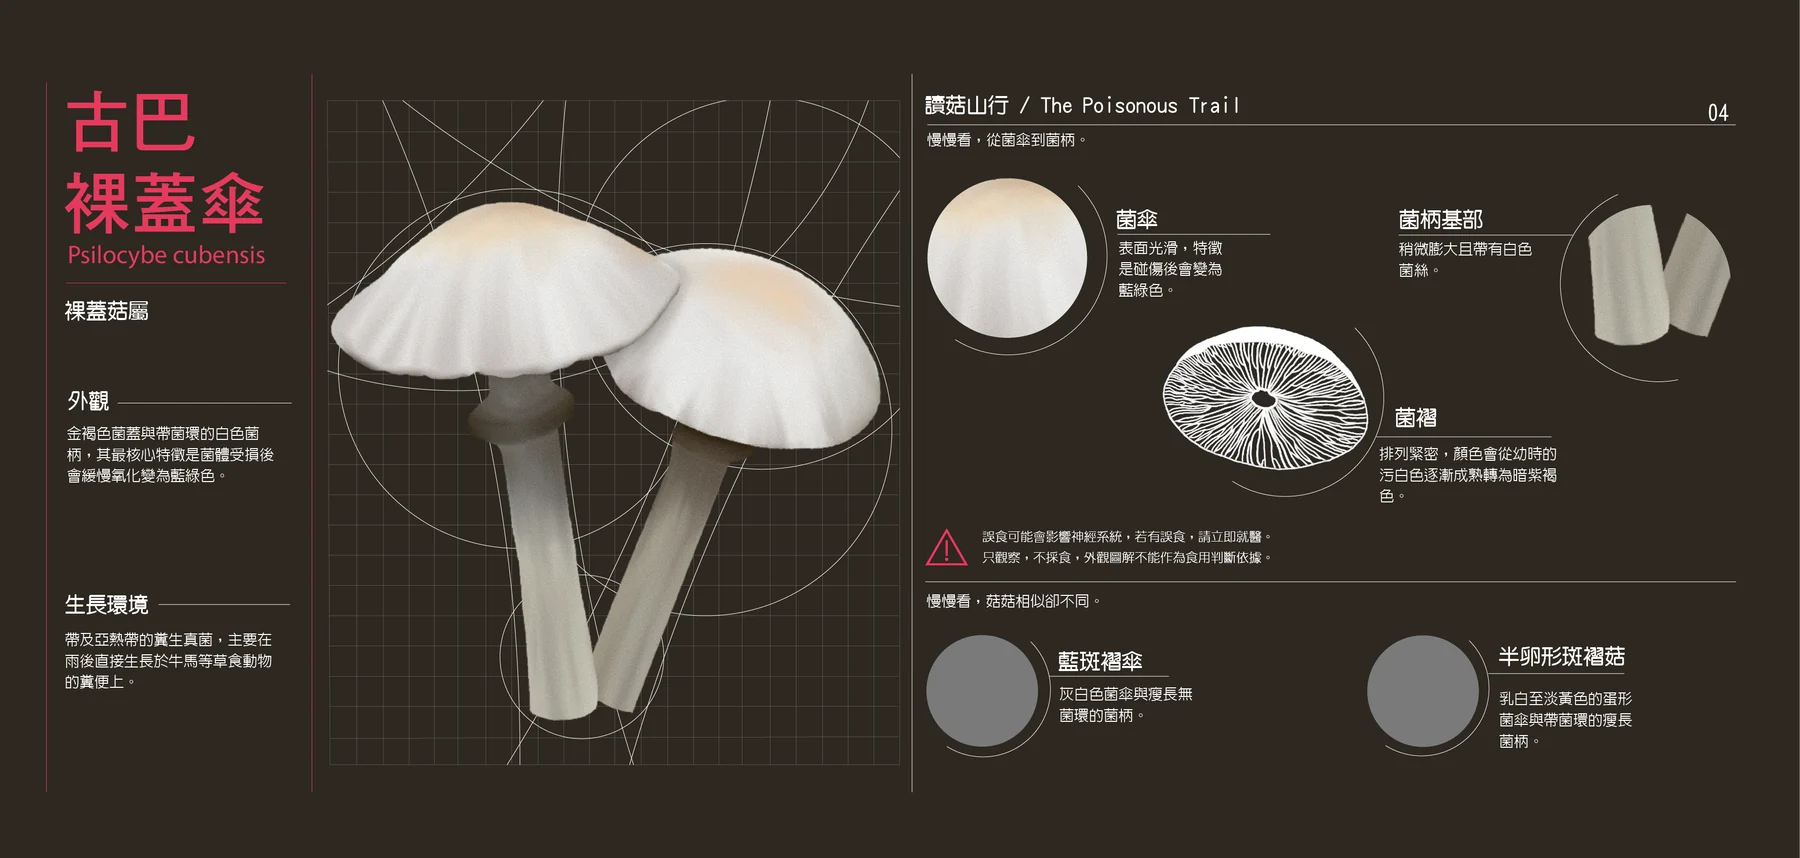 古巴
裸蓋傘
Psilocybe cubensis
裸蓋菇屬
外觀
金褐色菌蓋與帶菌環的白色菌
柄，其最核心特徵是菌體受損後
會緩慢氧化變為藍綠色。
生長環境
帶及亞熱帶的糞生真菌，主要在
雨後直接生長於牛馬等草食動物
的糞便上。
讀菇山行 / The Poisonous Trail
04
慢慢看，從菌傘到菌柄。
菌傘
表面光滑，特徵
是碰傷後會變為
藍綠色。
菌柄基部
稍微膨大且帶有白色
菌絲。
菌褶
排列緊密，顏色會從幼時的
污白色逐漸成熟轉為暗紫褐
色。
誤食可能會影響神經系統，若有誤食，請立即就醫。
只觀察，不採食，外觀圖解不能作為食用判斷依據。
慢慢看，菇菇相似卻不同。
藍斑褶傘
灰白色菌傘與瘦長無
菌環的菌柄。
半卵形斑褶菇
乳白至淡黃色的蛋形
菌傘與帶菌環的瘦長
菌柄。